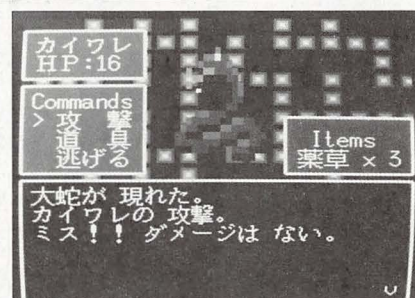 カイワレ
HP:16
Commands
> 攻 撃
道 具
逃げる
Items
薬草 × 3
大蛇が 現れた。
カイワレの 攻撃。
ミス!! ダメージは ない。